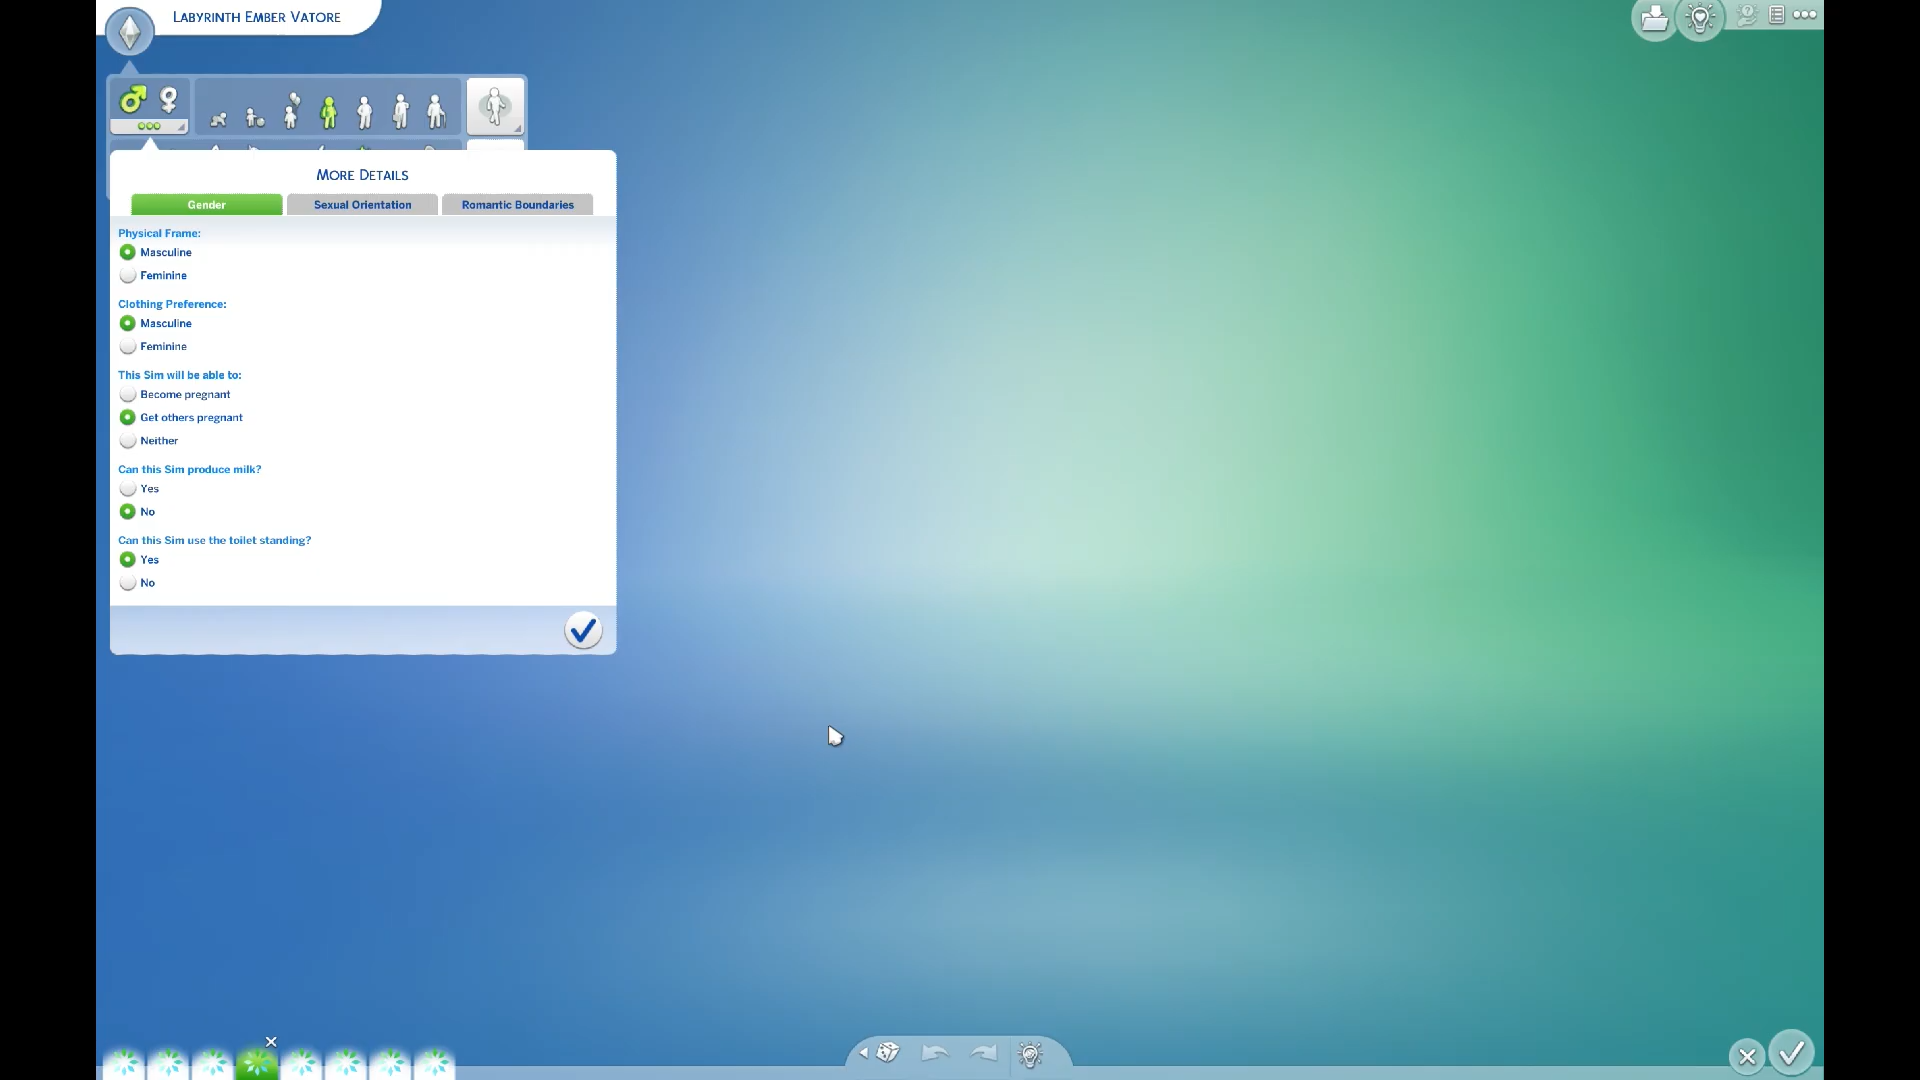 LABYRINTH EMBER VATORE
MORE DETAILS
Gender
Sexual Orientation
Romantic Boundaries
Physical Frame:
Masculine
Feminine
Clothing Preference:
Masculine
Feminine
This Sim will be able to:
Become pregnant
Get others pregnant
Neither
Can this Sim produce milk?
Yes
No
Can this Sim use the toilet standing?
Yes
No